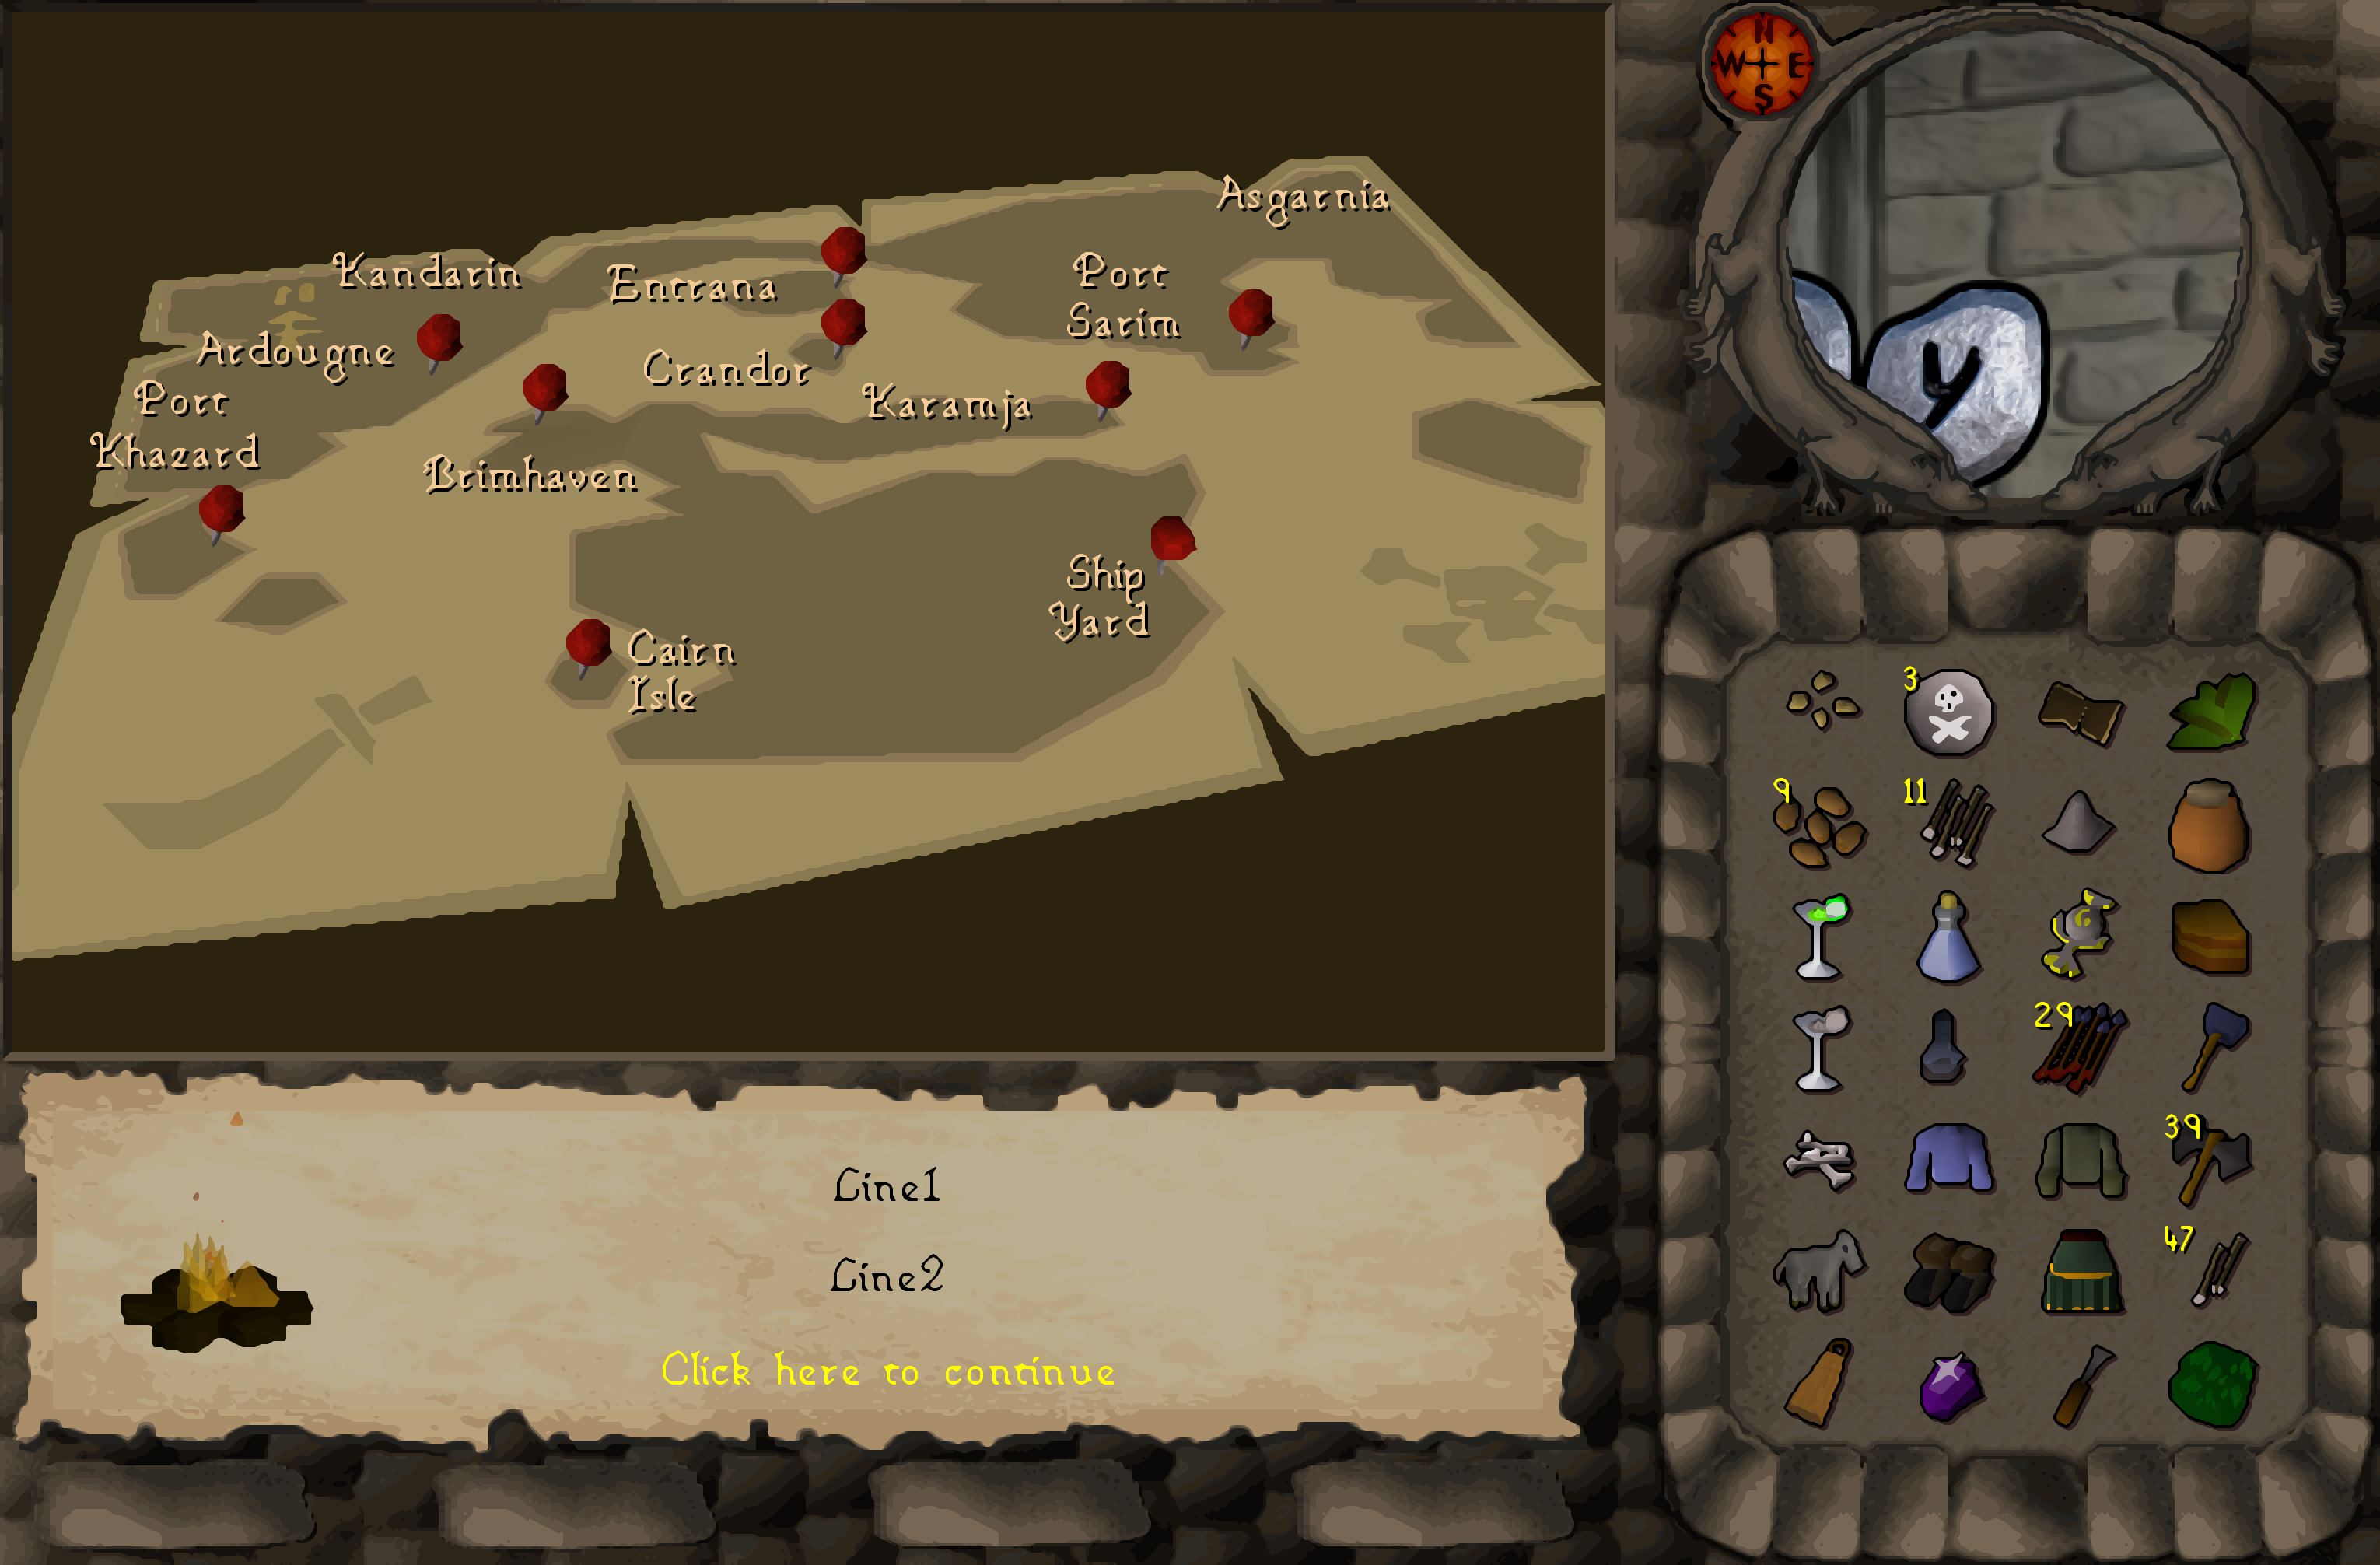 N
W E
S
Asgarnia
Kandarin
Entrana
Port
Sarim
Ardougne
Crandor
Port
Khazard
Karamja
Brimhaven
Ship
Yard
Cairn
Isle
y
3
9
11
6
29
39
47
Line1
Line2
Click here to continue